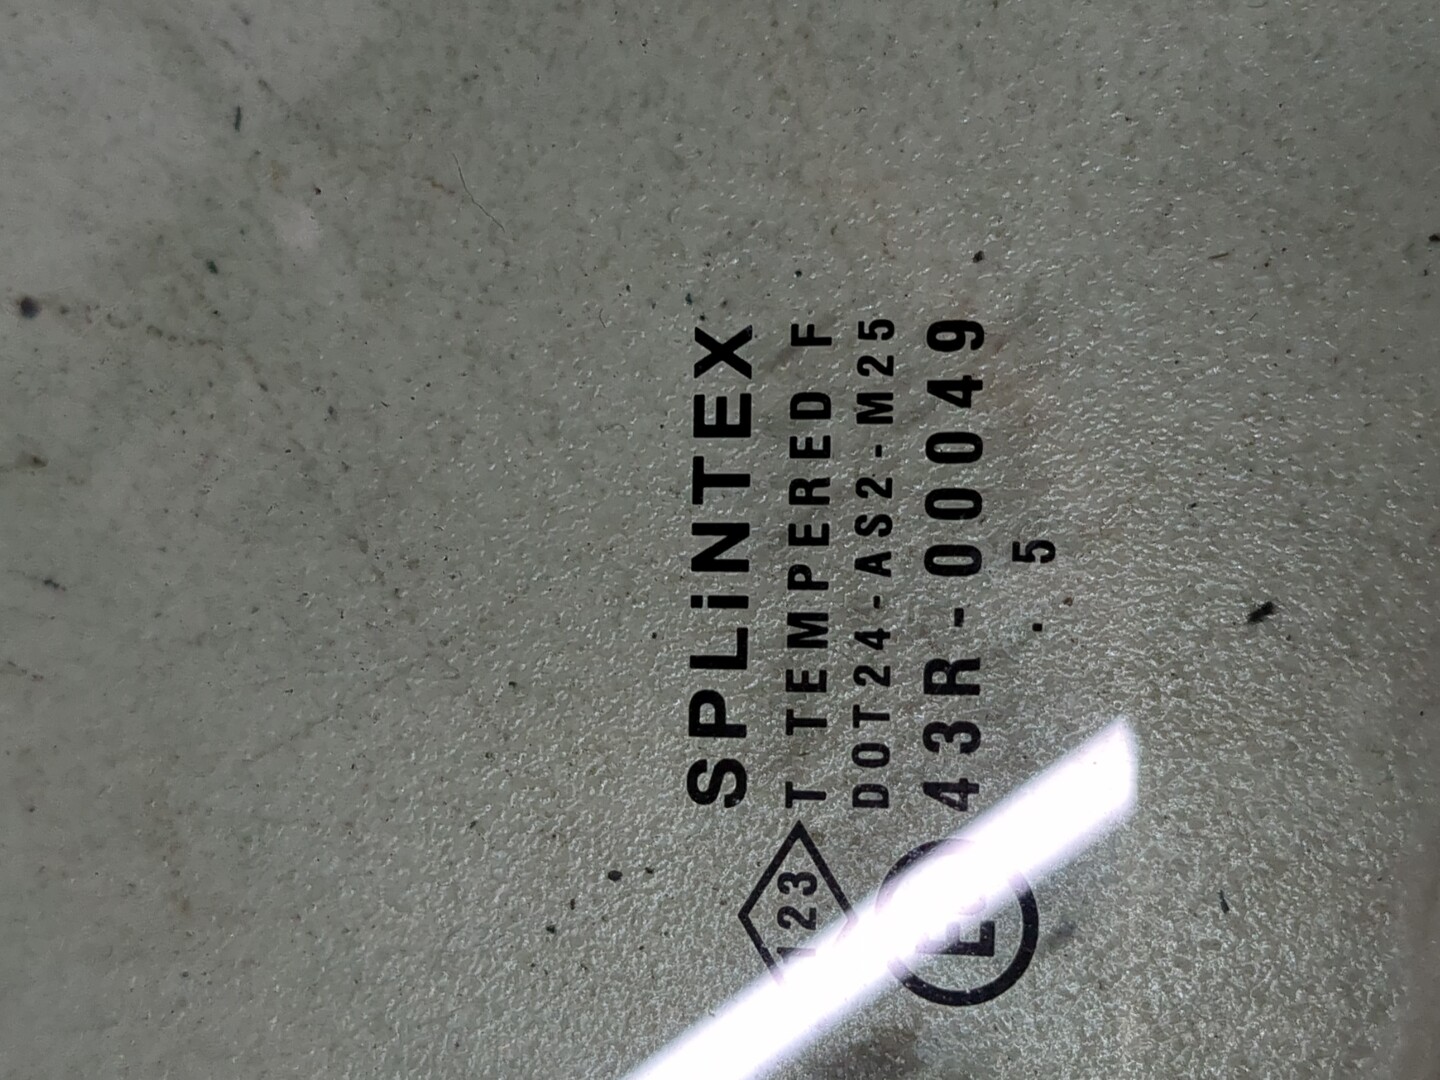 SPLiNTEX
123 T TEMPERED F
DOT24-AS2-M25
43R-00049
. 5